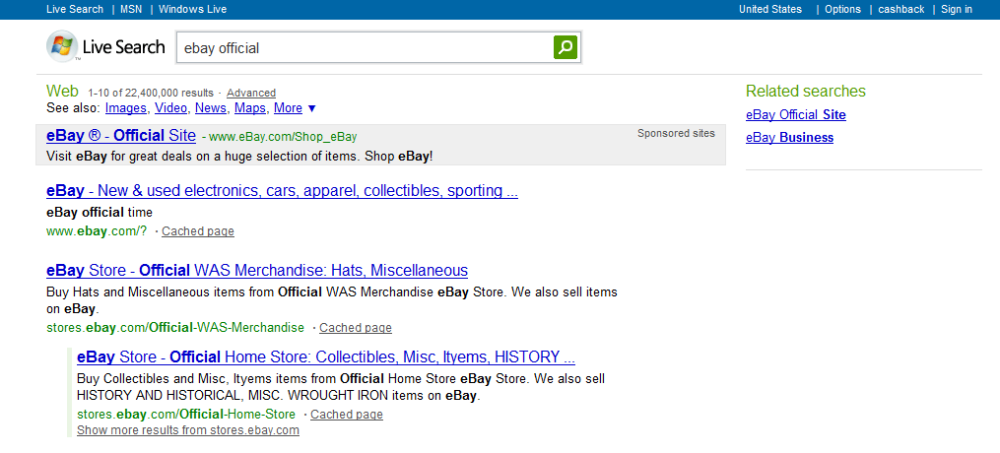 Live Search | MSN | Windows Live
United States | Options | cashback | Sign in
Live Search
TM
ebay official
Web 1-10 of 22,400,000 results · Advanced
See also: Images, Video, News, Maps, More ▼
eBay ® - Official Site - www.eBay.com/Shop_eBay
Sponsored sites
Visit eBay for great deals on a huge selection of items. Shop eBay!
eBay - New & used electronics, cars, apparel, collectibles, sporting ...
eBay official time
www.ebay.com/? · Cached page
eBay Store - Official WAS Merchandise: Hats, Miscellaneous
Buy Hats and Miscellaneous items from Official WAS Merchandise eBay Store. We also sell items
on eBay.
stores.ebay.com/Official-WAS-Merchandise · Cached page
eBay Store - Official Home Store: Collectibles, Misc, Ityems, HISTORY ...
Buy Collectibles and Misc, Ityems items from Official Home Store eBay Store. We also sell
HISTORY AND HISTORICAL, MISC. WROUGHT IRON items on eBay.
stores.ebay.com/Official-Home-Store · Cached page
Show more results from stores.ebay.com
Related searches
eBay Official Site
eBay Business